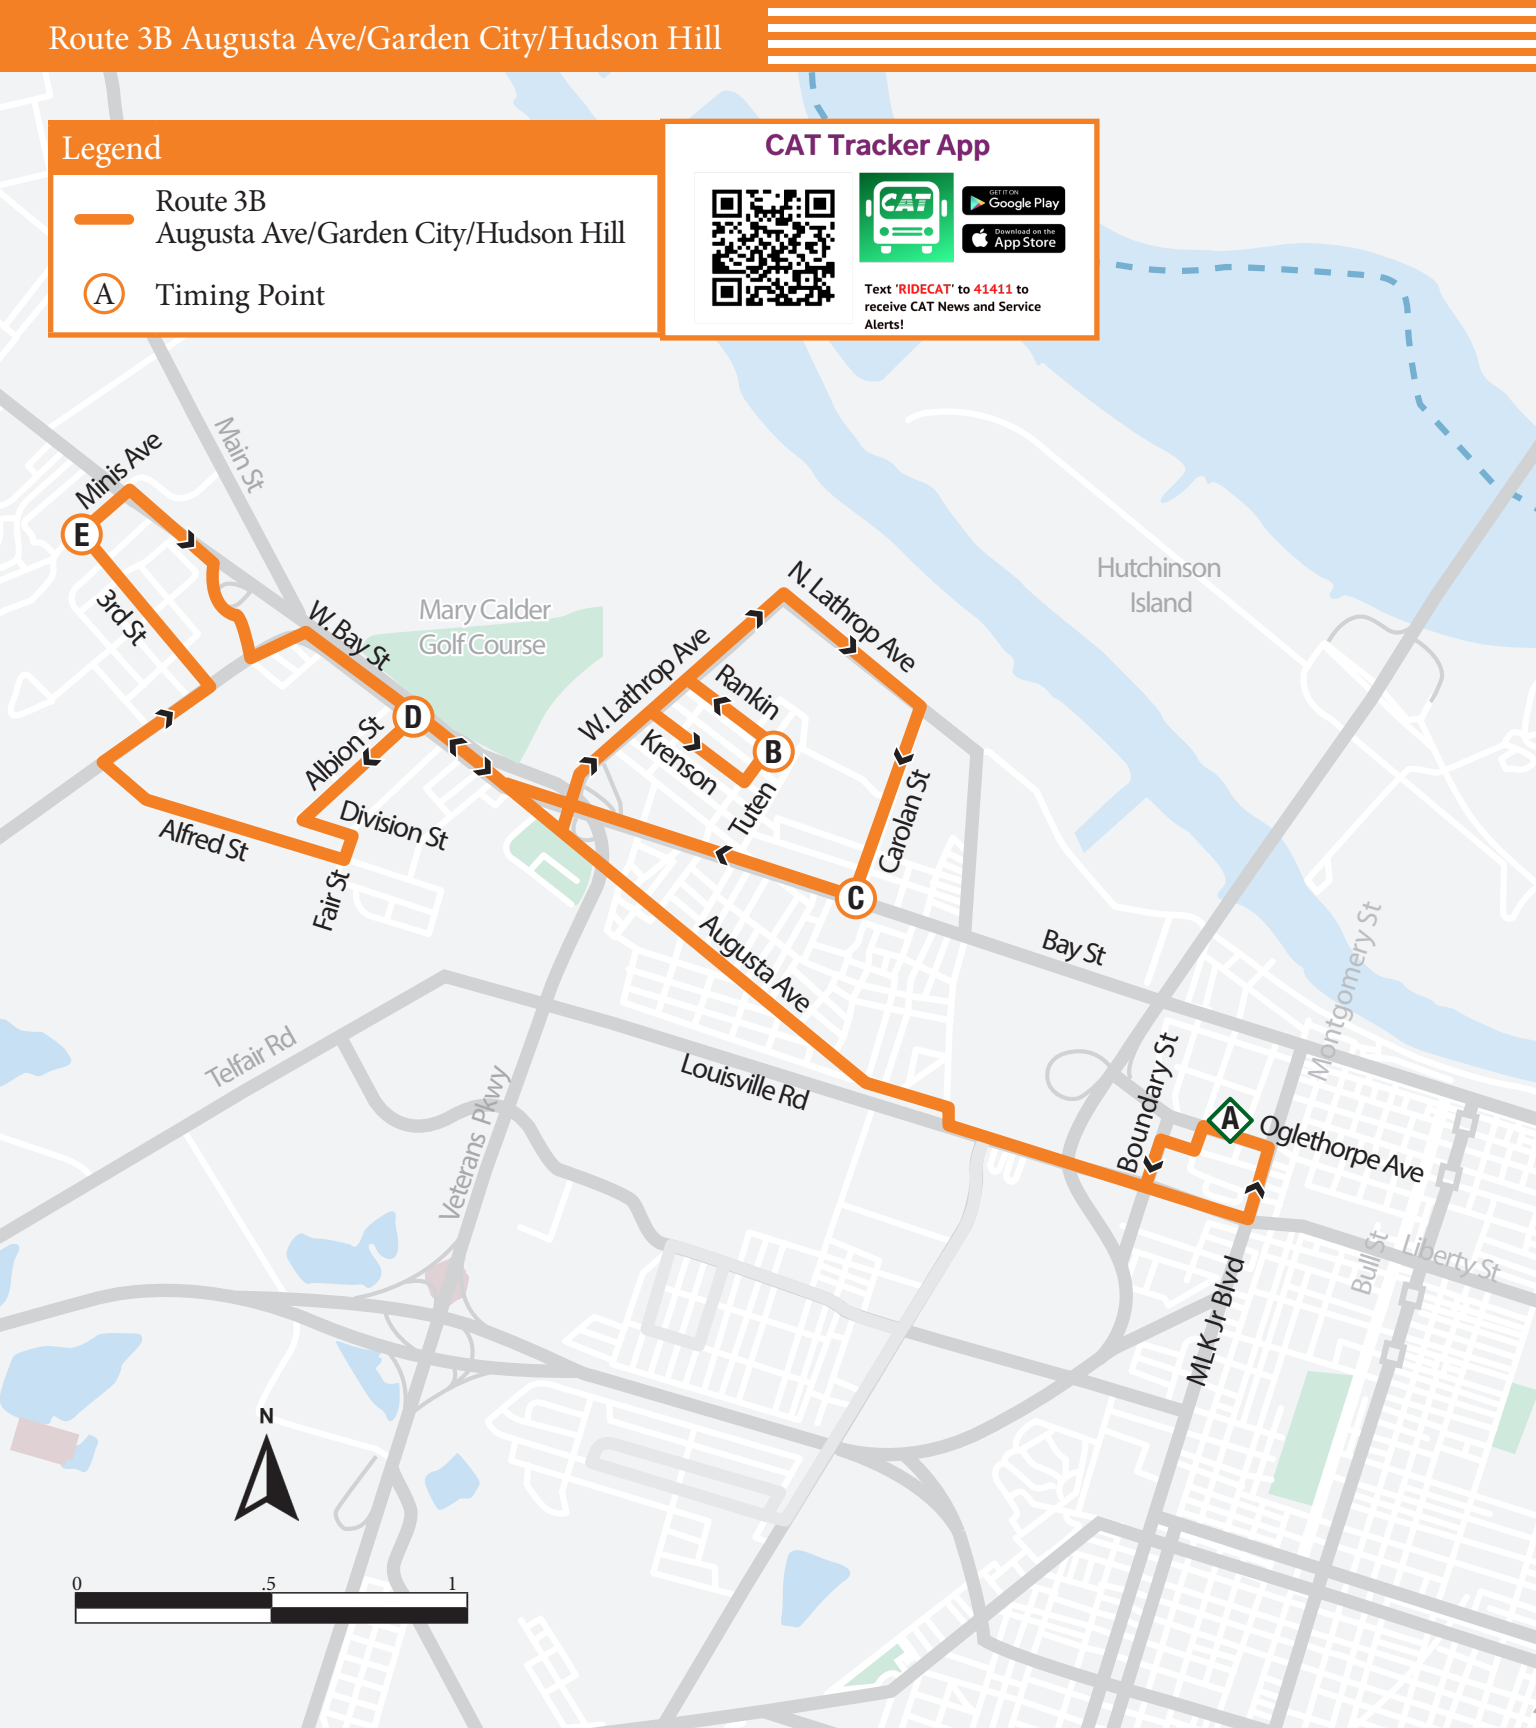 Route 3B Augusta Ave/Garden City/Hudson Hill
Legend
Route 3B
Augusta Ave/Garden City/Hudson Hill
A
Timing Point
CAT Tracker App
CAT
GET IT ON
Google Play
Download on the
App Store
Text 'RIDECAT' to 41411 to
receive CAT News and Service
Alerts!
Main St
Minis Ave
E
3rd St
W. Bay St
Mary Calder
Golf Course
N. Lathrop Ave
Hutchinson
Island
W. Lathrop Ave
Rankin
D
B
Krenson
Albion St
Tuten
Carolan St
Division St
Alfred St
Fair St
C
Augusta Ave
Bay St
Montgomery St
Telfair Rd
Louisville Rd
Boundary St
A
Oglethorpe Ave
Veterans Pkwy
Bull St
Liberty St
MLK Jr Blvd
N
0 .5 1